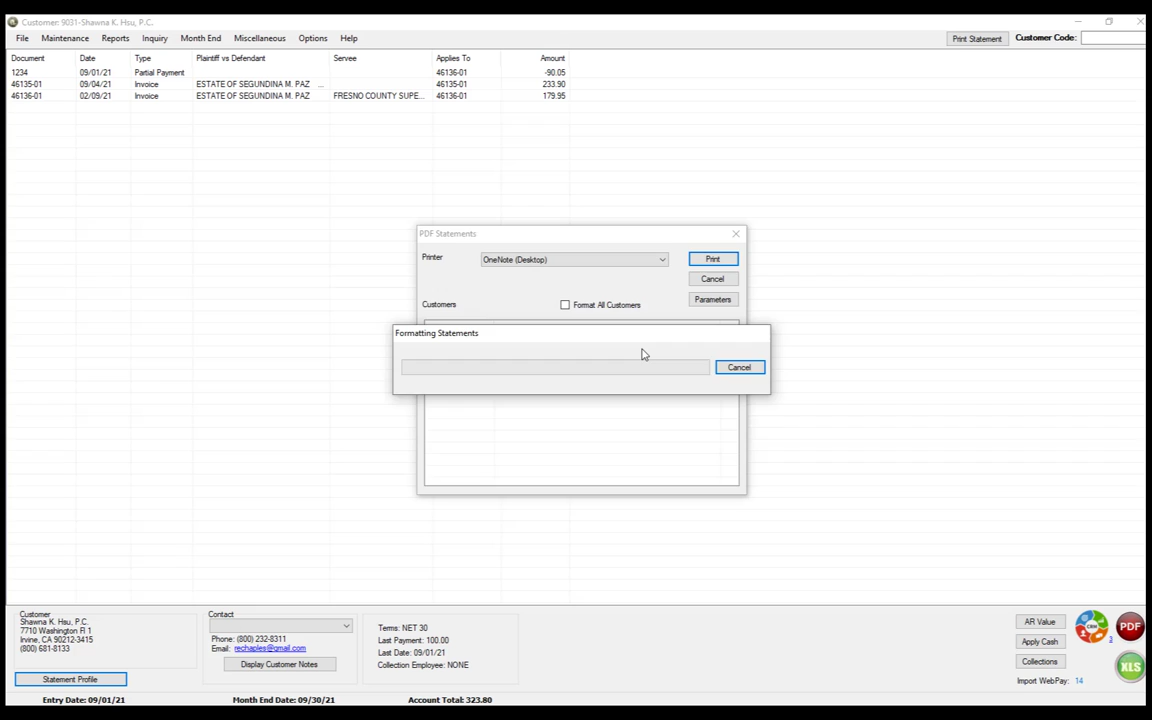 Customer: 9031-Shawna K. Hsu, P.C.
File Maintenance Reports Inquiry Month End Miscellaneous Options Help Print Statement Customer Code:
Document Date Type Plaintiff vs Defendant Servee Applies To Amount
1234 09/01/21 Partial Payment 46136-01 -90.05
46135-01 09/04/21 Invoice ESTATE OF SEGUNDINA M. PAZ ... 46135-01 233.90
46136-01 02/09/21 Invoice ESTATE OF SEGUNDINA M. PAZ FRESNO COUNTY SUPE... 46136-01 179.95
PDF Statements
Printer OneNote (Desktop) Print
Cancel
Customers Format All Customers Parameters
Formatting Statements
Cancel
Customer
Shawna K. Hsu, P.C.
7710 Washington Fl 1
Irvine, CA 90212-3415
(800) 681-8133
Statement Profile
Contact
Phone: (800) 232-8311
Email: rechaples@gmail.com
Display Customer Notes
Terms: NET 30
Last Payment: 100.00
Last Date: 09/01/21
Collection Employee: NONE
AR Value
Apply Cash
Collections
Import WebPay: 14
CRM
3
PDF
XLS
Entry Date: 09/01/21 Month End Date: 09/30/21 Account Total: 323.80